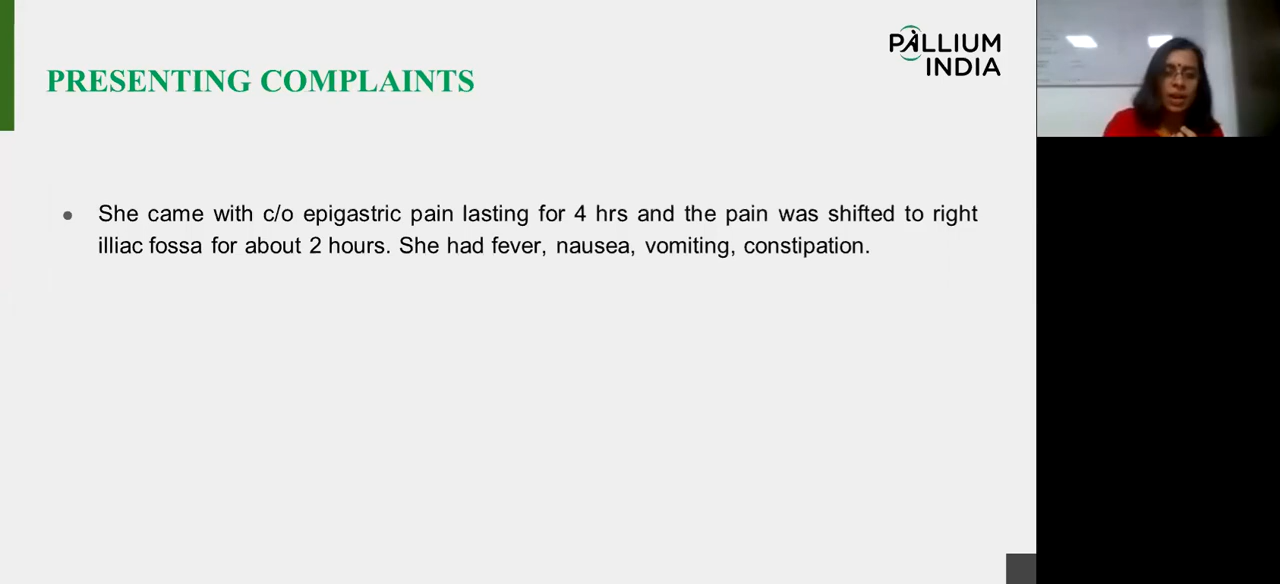 PALLIUM
INDIA
PRESENTING COMPLAINTS
• She came with c/o epigastric pain lasting for 4 hrs and the pain was shifted to right
illiac fossa for about 2 hours. She had fever, nausea, vomiting, constipation.